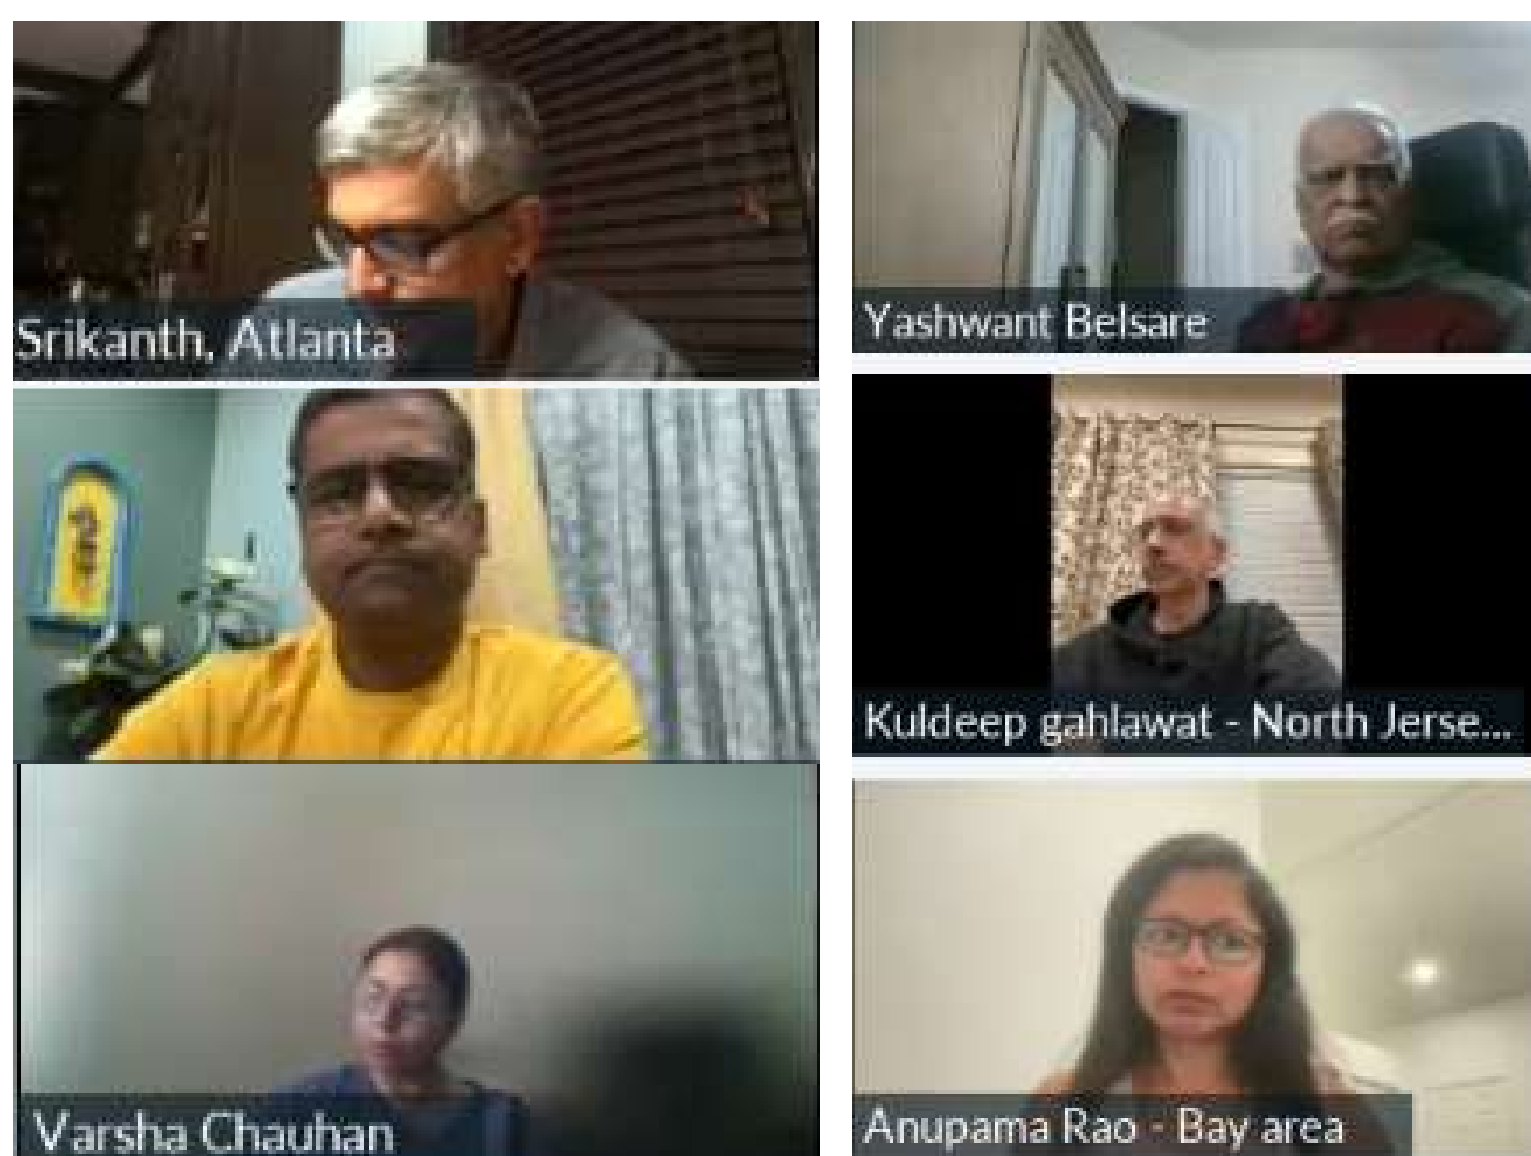 Srikanth, Atlanta
Yashwant Belsare
Kuldeep gahlawat - North Jerse...
Varsha Chauhan
Anupama Rao - Bay area